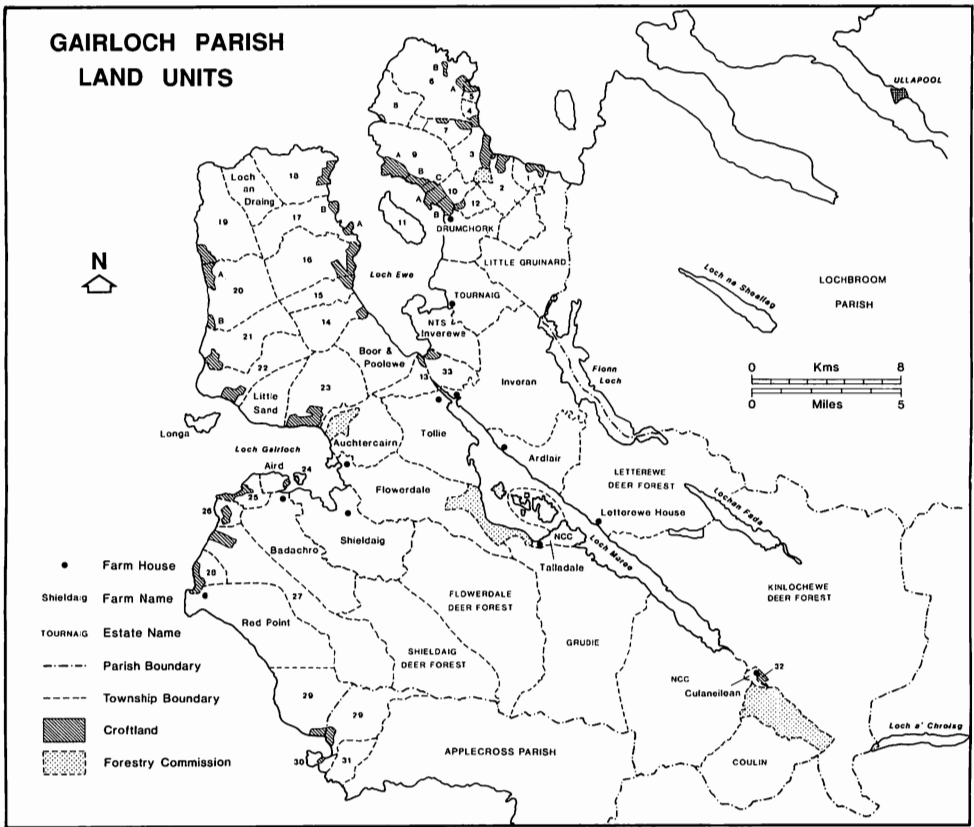 GAIRLOCH PARISH
LAND UNITS
ULLAPOOL
B
6
A
5
4
8
7
3
9
A
B
C
1
2
10
A
12
B
11
DRUMCHORK
Loch
an
Draing
18
B
17
A
19
16
A
20
15
B
14
21
22
23
Little
Sand
N
Loch Ewe
LITTLE GRUINARD
TOURNAIG
NTS
Inverewe
Boor &
Poolewe
13
33
Inveran
Fionn
Loch
Loch na Shealleg
LOCHBROOM
PARISH
0 Kms 8
0 Miles 5
Longa
Loch Gairloch
Auchtercairn
Tollie
Ardlair
LETTEREWE
DEER FOREST
Aird
24
25
26
Flowerdale
Letterewe House
Lochan Fada
Shieldaig
Badachro
NCC
Talladale
Loch Maree
28
27
Red Point
FLOWERDALE
DEER FOREST
KINLOCHEWE
DEER FOREST
GRUDIE
SHIELDAIG
DEER FOREST
32
NCC
Culaneilean
29
29
30
31
APPLECROSS PARISH
COULIN
Loch a' Chroisg
Farm House
Shieldaig Farm Name
TOURNAIG Estate Name
Parish Boundary
Township Boundary
Croftland
Forestry Commission